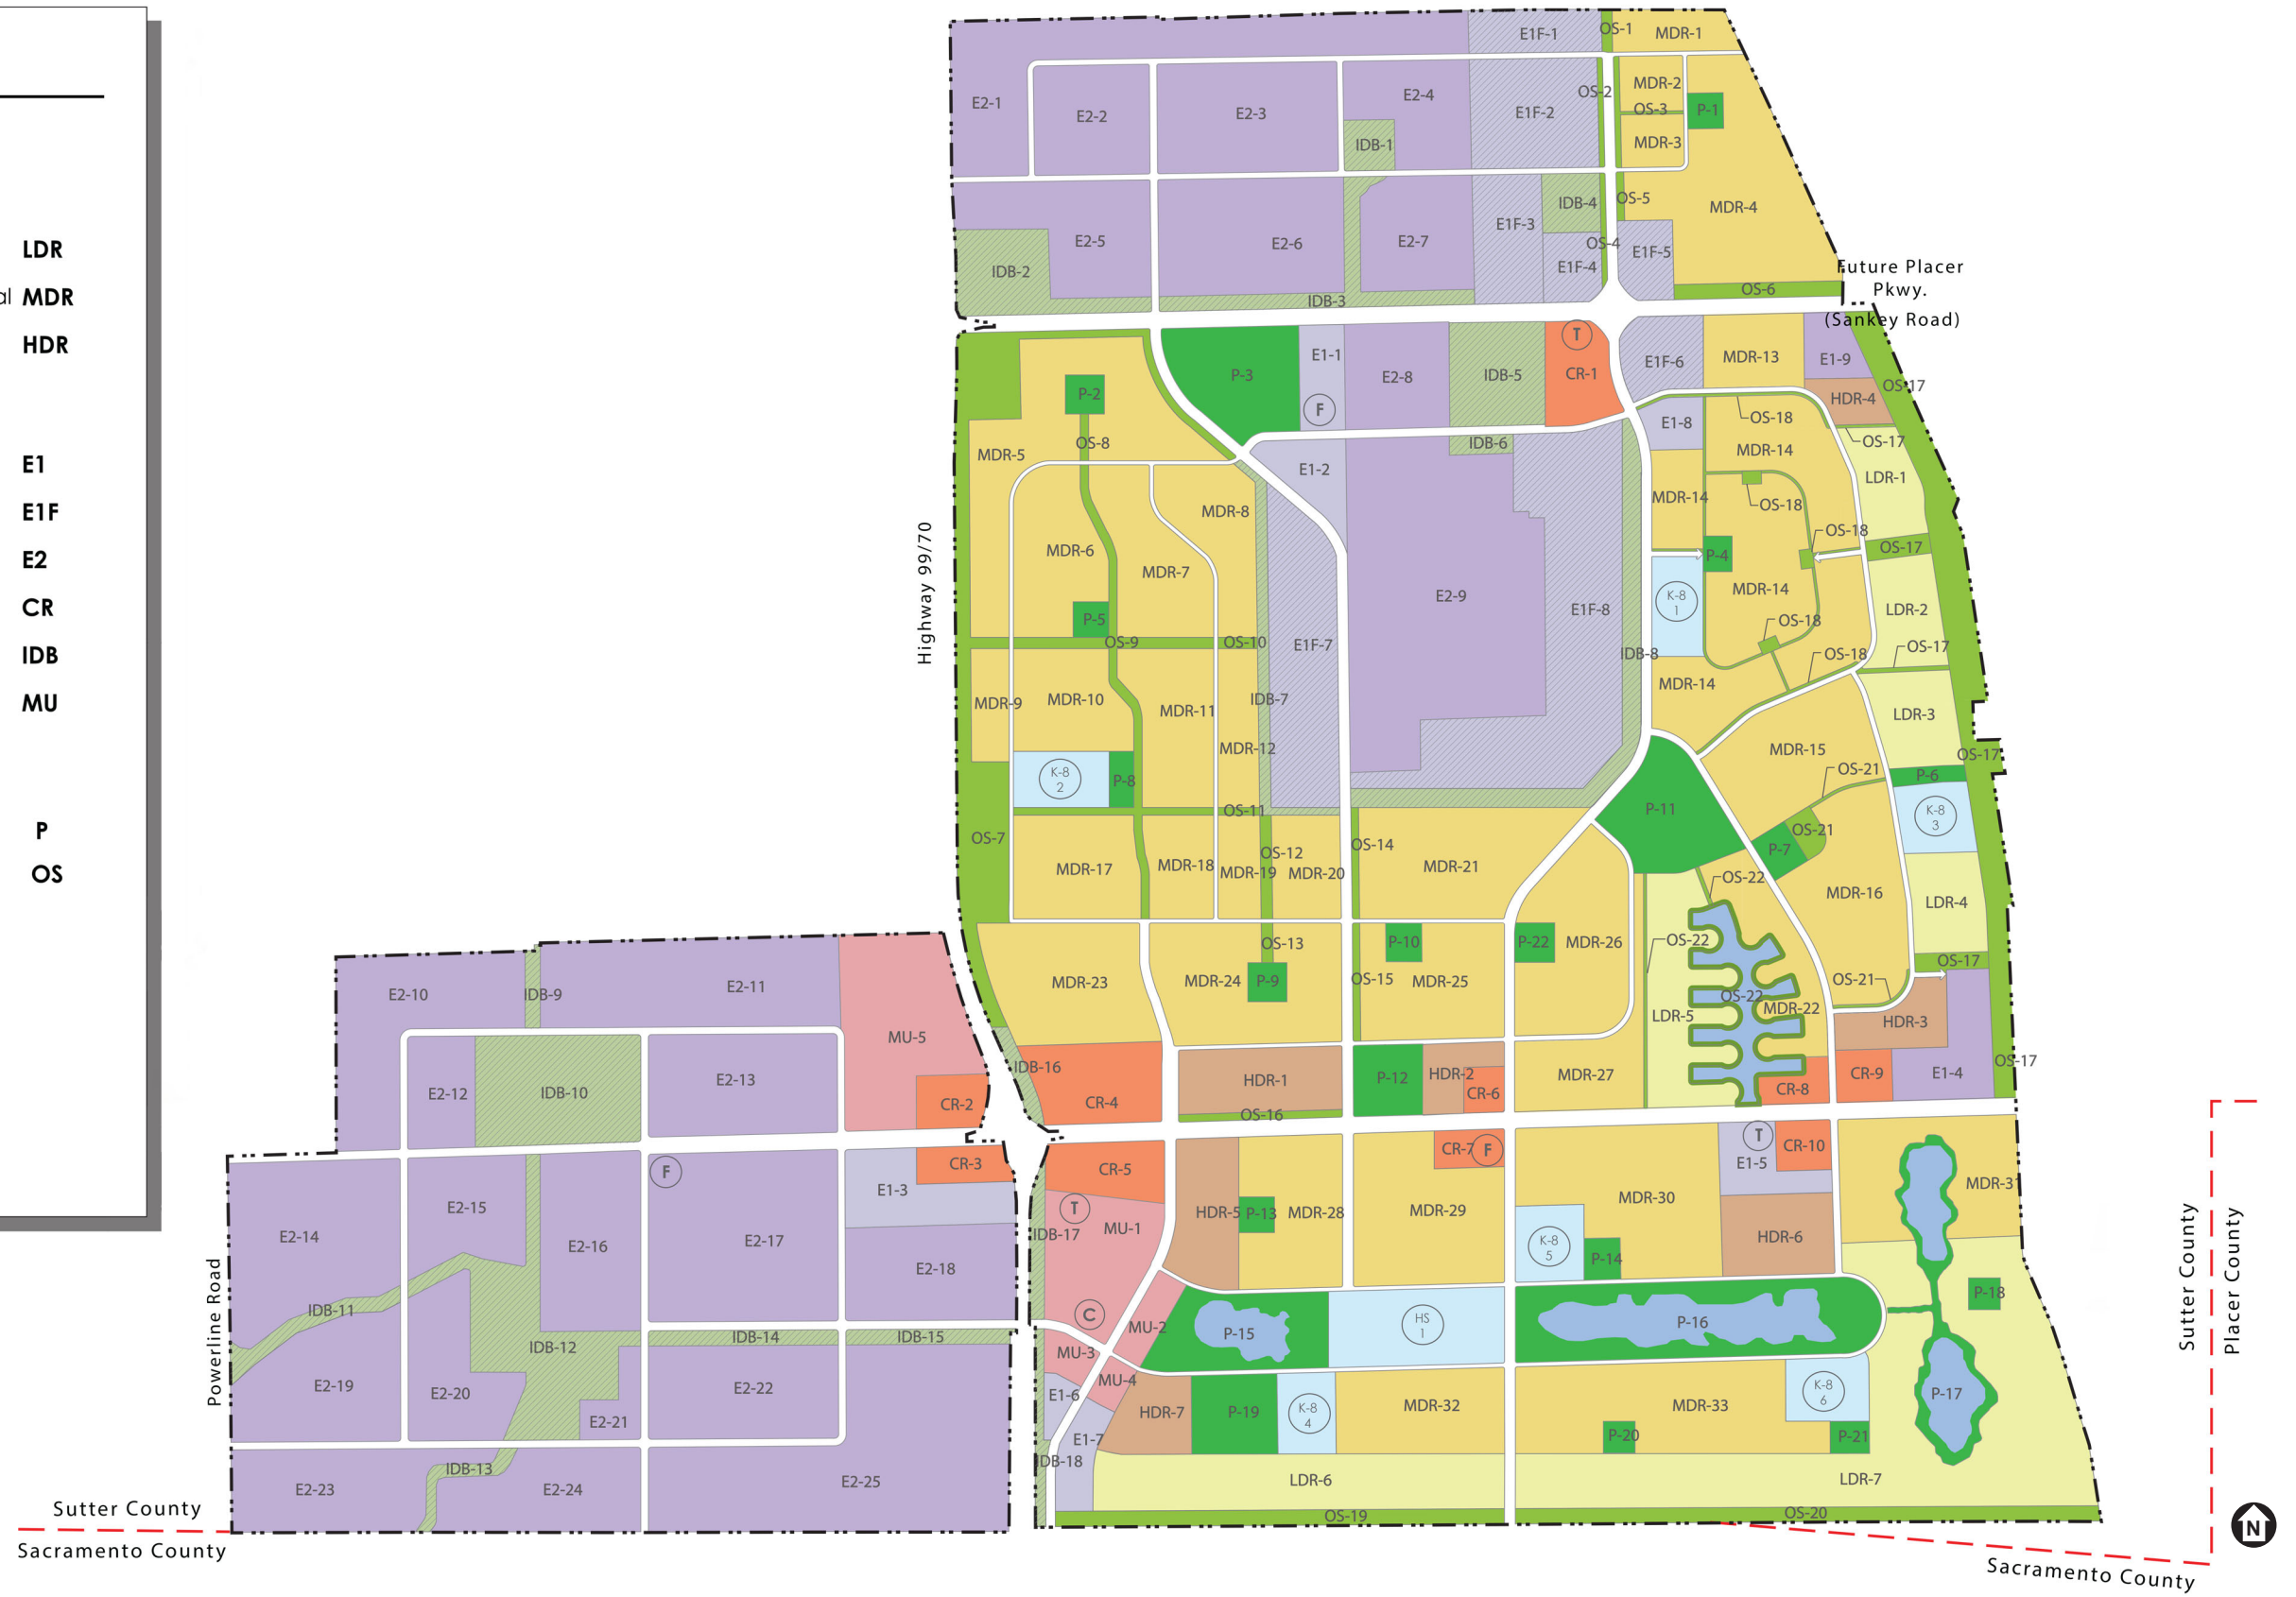 LDR
al MDR
HDR
E1
E1F
E2
CR
IDB
MU
P
OS
E1F-1
OS-1
MDR-1
E2-1
E2-2
E2-3
E2-4
IDB-1
E1F-2
OS-2
MDR-2
OS-3
P-1
MDR-3
MDR-4
E2-5
IDB-2
E2-6
E2-7
E1F-3
IDB-4
OS-5
OS-4
E1F-4
E1F-5
IDB-3
OS-6
Future Placer
Pkwy.
(Sankey Road)
P-3
E1-1
F
E2-8
IDB-5
T
CR-1
E1F-6
MDR-13
E1-9
OS-17
HDR-4
P-2
OS-8
MDR-5
IDB-6
E1-8
OS-18
OS-17
MDR-14
LDR-1
E1-2
MDR-8
MDR-14
OS-18
OS-18
Highway 99/70
MDR-6
MDR-7
P-4
OS-17
E2-9
E1F-8
K-8
1
MDR-14
LDR-2
P-5
OS-9
OS-10
E1F-7
OS-18
IDB-8
OS-18
OS-17
MDR-14
MDR-9
MDR-10
MDR-11
IDB-7
LDR-3
MDR-12
MDR-15
OS-17
K-8
2
P-8
OS-21
P-6
OS-11
P-11
K-8
3
OS-7
OS-12
OS-14
OS-21
P-7
MDR-17
MDR-18
MDR-19
MDR-20
MDR-21
OS-22
MDR-16
LDR-4
OS-13
P-10
P-22
MDR-26
OS-22
OS-17
MDR-23
MDR-24
P-9
OS-15
MDR-25
OS-21
OS-22
MDR-22
LDR-5
HDR-3
E2-10
IDB-9
E2-11
MU-5
IDB-16
OS-17
E2-12
IDB-10
E2-13
CR-2
CR-4
HDR-1
P-12
HDR-2
CR-6
MDR-27
CR-8
CR-9
E1-4
OS-16
F
CR-3
E1-3
CR-5
CR-7
F
T
E1-5
CR-10
E2-14
E2-15
E2-16
E2-17
E2-18
IDB-17
T
MU-1
HDR-5
P-13
MDR-28
MDR-29
MDR-30
HDR-6
MDR-31
K-8
5
P-14
P-18
Powerline Road
IDB-11
IDB-12
IDB-14
IDB-15
C
MU-2
P-15
HS
1
P-16
MU-3
MU-4
E2-19
E2-20
E2-21
E2-22
E1-6
HDR-7
P-19
K-8
4
MDR-32
MDR-33
K-8
6
P-17
E1-7
P-20
P-21
IDB-13
IDB-18
E2-23
E2-24
E2-25
LDR-6
LDR-7
OS-19
OS-20
Sutter County
Sacramento County
Sutter County
Placer County
Sacramento County
N